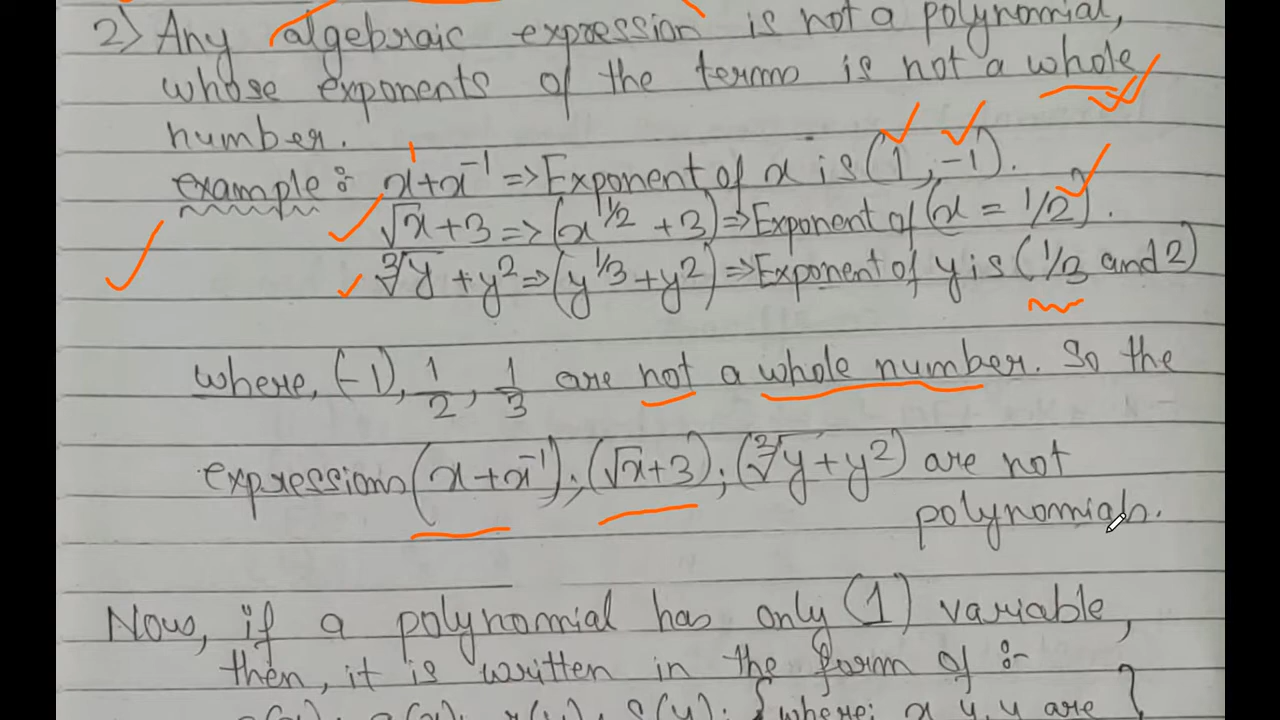 2) Any algebraic expression is not a polynomial,
whose exponents of the terms is not a whole
number.
example: x+x⁻¹ => Exponent of x is (1, -1).
√x+3 => (x^1/2 + 3) => Exponent of (x = 1/2).
∛y + y² => (y^1/3 + y²) => Exponent of y is (1/3 and 2)
where, (-1), 1/2, 1/3 are not a whole number. So the
expressions (x+x⁻¹); (√x+3); (∛y+y²) are not
polynomials.
Now, if a polynomial has only (1) variable,
then, it is written in the form of :-
{where; x, y, u are }